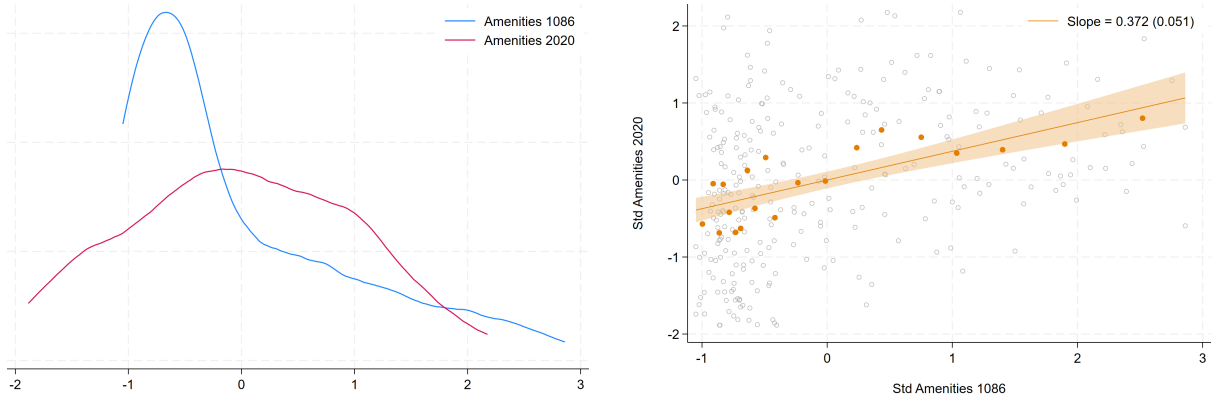 Amenities 1086
Amenities 2020
-2 -1 0 1 2 3
Slope = 0.372 (0.051)
2
1
0
-1
-2
Std Amenities 2020
-1 0 1 2 3
Std Amenities 1086